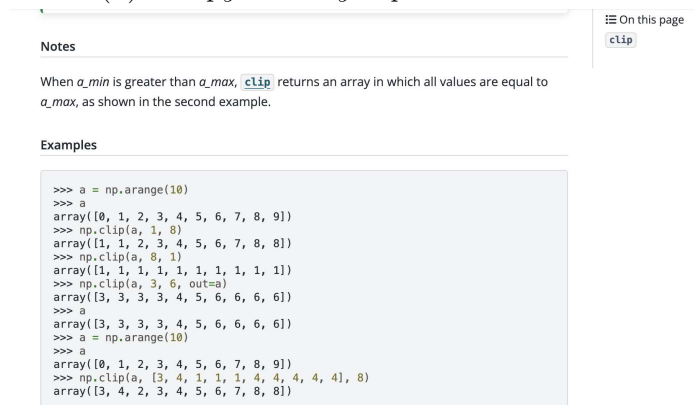 On this page
clip
Notes
When a_min is greater than a_max, clip returns an array in which all values are equal to
a_max, as shown in the second example.
Examples
>>> a = np.arange(10)
>>> a
array([0, 1, 2, 3, 4, 5, 6, 7, 8, 9])
>>> np.clip(a, 1, 8)
array([1, 1, 2, 3, 4, 5, 6, 7, 8, 8])
>>> np.clip(a, 8, 1)
array([1, 1, 1, 1, 1, 1, 1, 1, 1, 1])
>>> np.clip(a, 3, 6, out=a)
array([3, 3, 3, 3, 4, 5, 6, 6, 6, 6])
>>> a
array([3, 3, 3, 3, 4, 5, 6, 6, 6, 6])
>>> a = np.arange(10)
>>> a
array([0, 1, 2, 3, 4, 5, 6, 7, 8, 9])
>>> np.clip(a, [3, 4, 1, 1, 1, 4, 4, 4, 4, 4], 8)
array([3, 4, 2, 3, 4, 5, 6, 7, 8, 8])